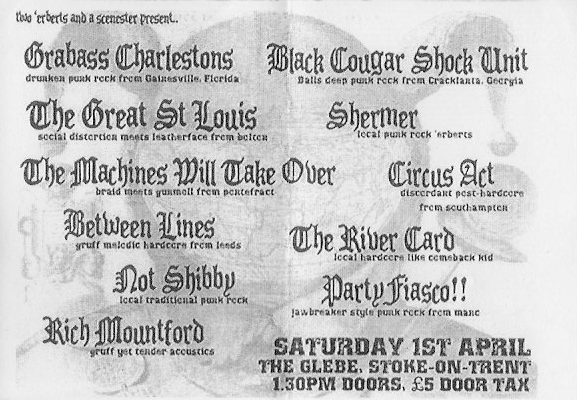 two 'erberts and a scenester present..
Grabass Charlestons
drunken punk rock from Gainesville, Florida
Black Cougar Shock Unit
Balls deep punk rock from Cracklanta, Georgia
The Great St Louis
social distortion meets leatherface from bolton
Shermer
local punk rock 'erberts
The Machines Will Take Over
braid meets gunmoll from pontefract
Circus Act
discordant post-hardcore
from southampton
Between Lines
gruff melodic hardcore from leeds
The River Card
local hardcore like comeback kid
Not Shibby
local traditional punk rock
Party Fiasco!!
jawbreaker style punk rock from manc
Rich Mountford
gruff yet tender acoustics
SATURDAY 1ST APRIL
THE GLEBE, STOKE-ON-TRENT
1.30PM DOORS, £5 DOOR TAX